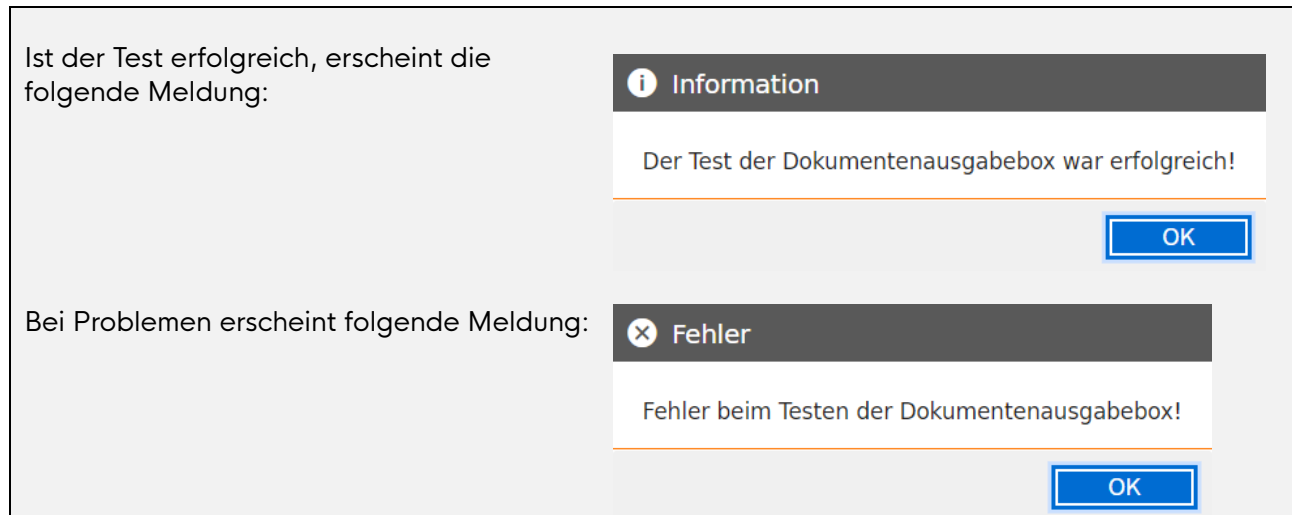 Ist der Test erfolgreich, erscheint die
folgende Meldung:
Information
Der Test der Dokumentenausgabebox war erfolgreich!
OK
Bei Problemen erscheint folgende Meldung:
Fehler
Fehler beim Testen der Dokumentenausgabebox!
OK